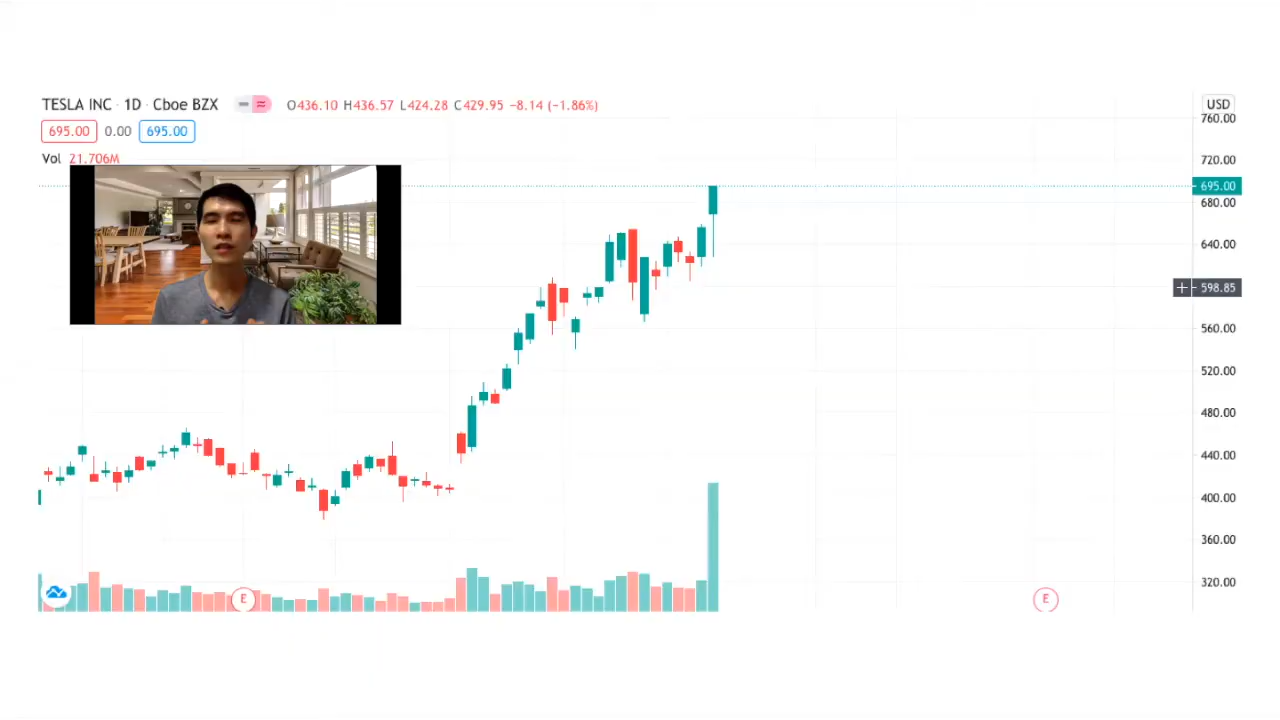 TESLA INC · 1D · Cboe BZX O436.10 H436.57 L424.28 C429.95 −8.14 (−1.86%)
695.00 0.00 695.00
Vol 21.706M
USD
760.00
720.00
695.00
680.00
640.00
598.85
560.00
520.00
480.00
440.00
400.00
360.00
320.00
E E